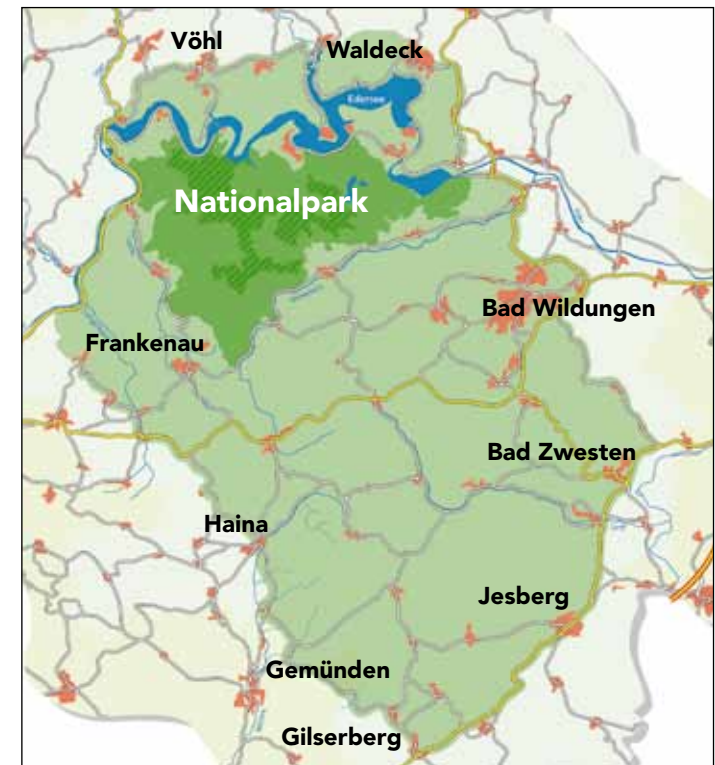 Vöhl
Waldeck
Edersee
Nationalpark
Bad Wildungen
Frankenau
Bad Zwesten
Haina
Jesberg
Gemünden
Gilserberg